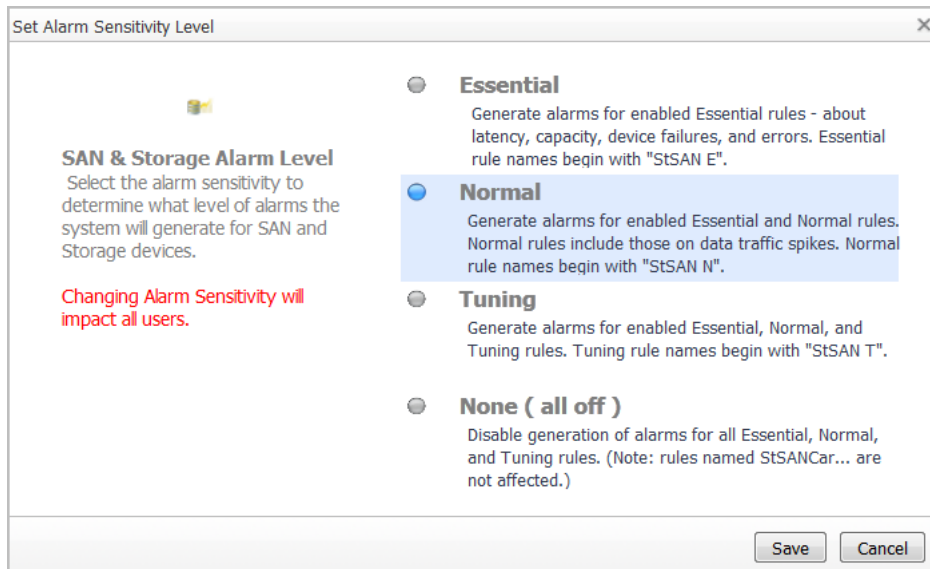 Set Alarm Sensitivity Level
SAN & Storage Alarm Level
Select the alarm sensitivity to
determine what level of alarms the
system will generate for SAN and
Storage devices.
Changing Alarm Sensitivity will
impact all users.
Essential
Generate alarms for enabled Essential rules - about
latency, capacity, device failures, and errors. Essential
rule names begin with "StSAN E".
Normal
Generate alarms for enabled Essential and Normal rules.
Normal rules include those on data traffic spikes. Normal
rule names begin with "StSAN N".
Tuning
Generate alarms for enabled Essential, Normal, and
Tuning rules. Tuning rule names begin with "StSAN T".
None ( all off )
Disable generation of alarms for all Essential, Normal,
and Tuning rules. (Note: rules named StSANCar... are
not affected.)
Save
Cancel